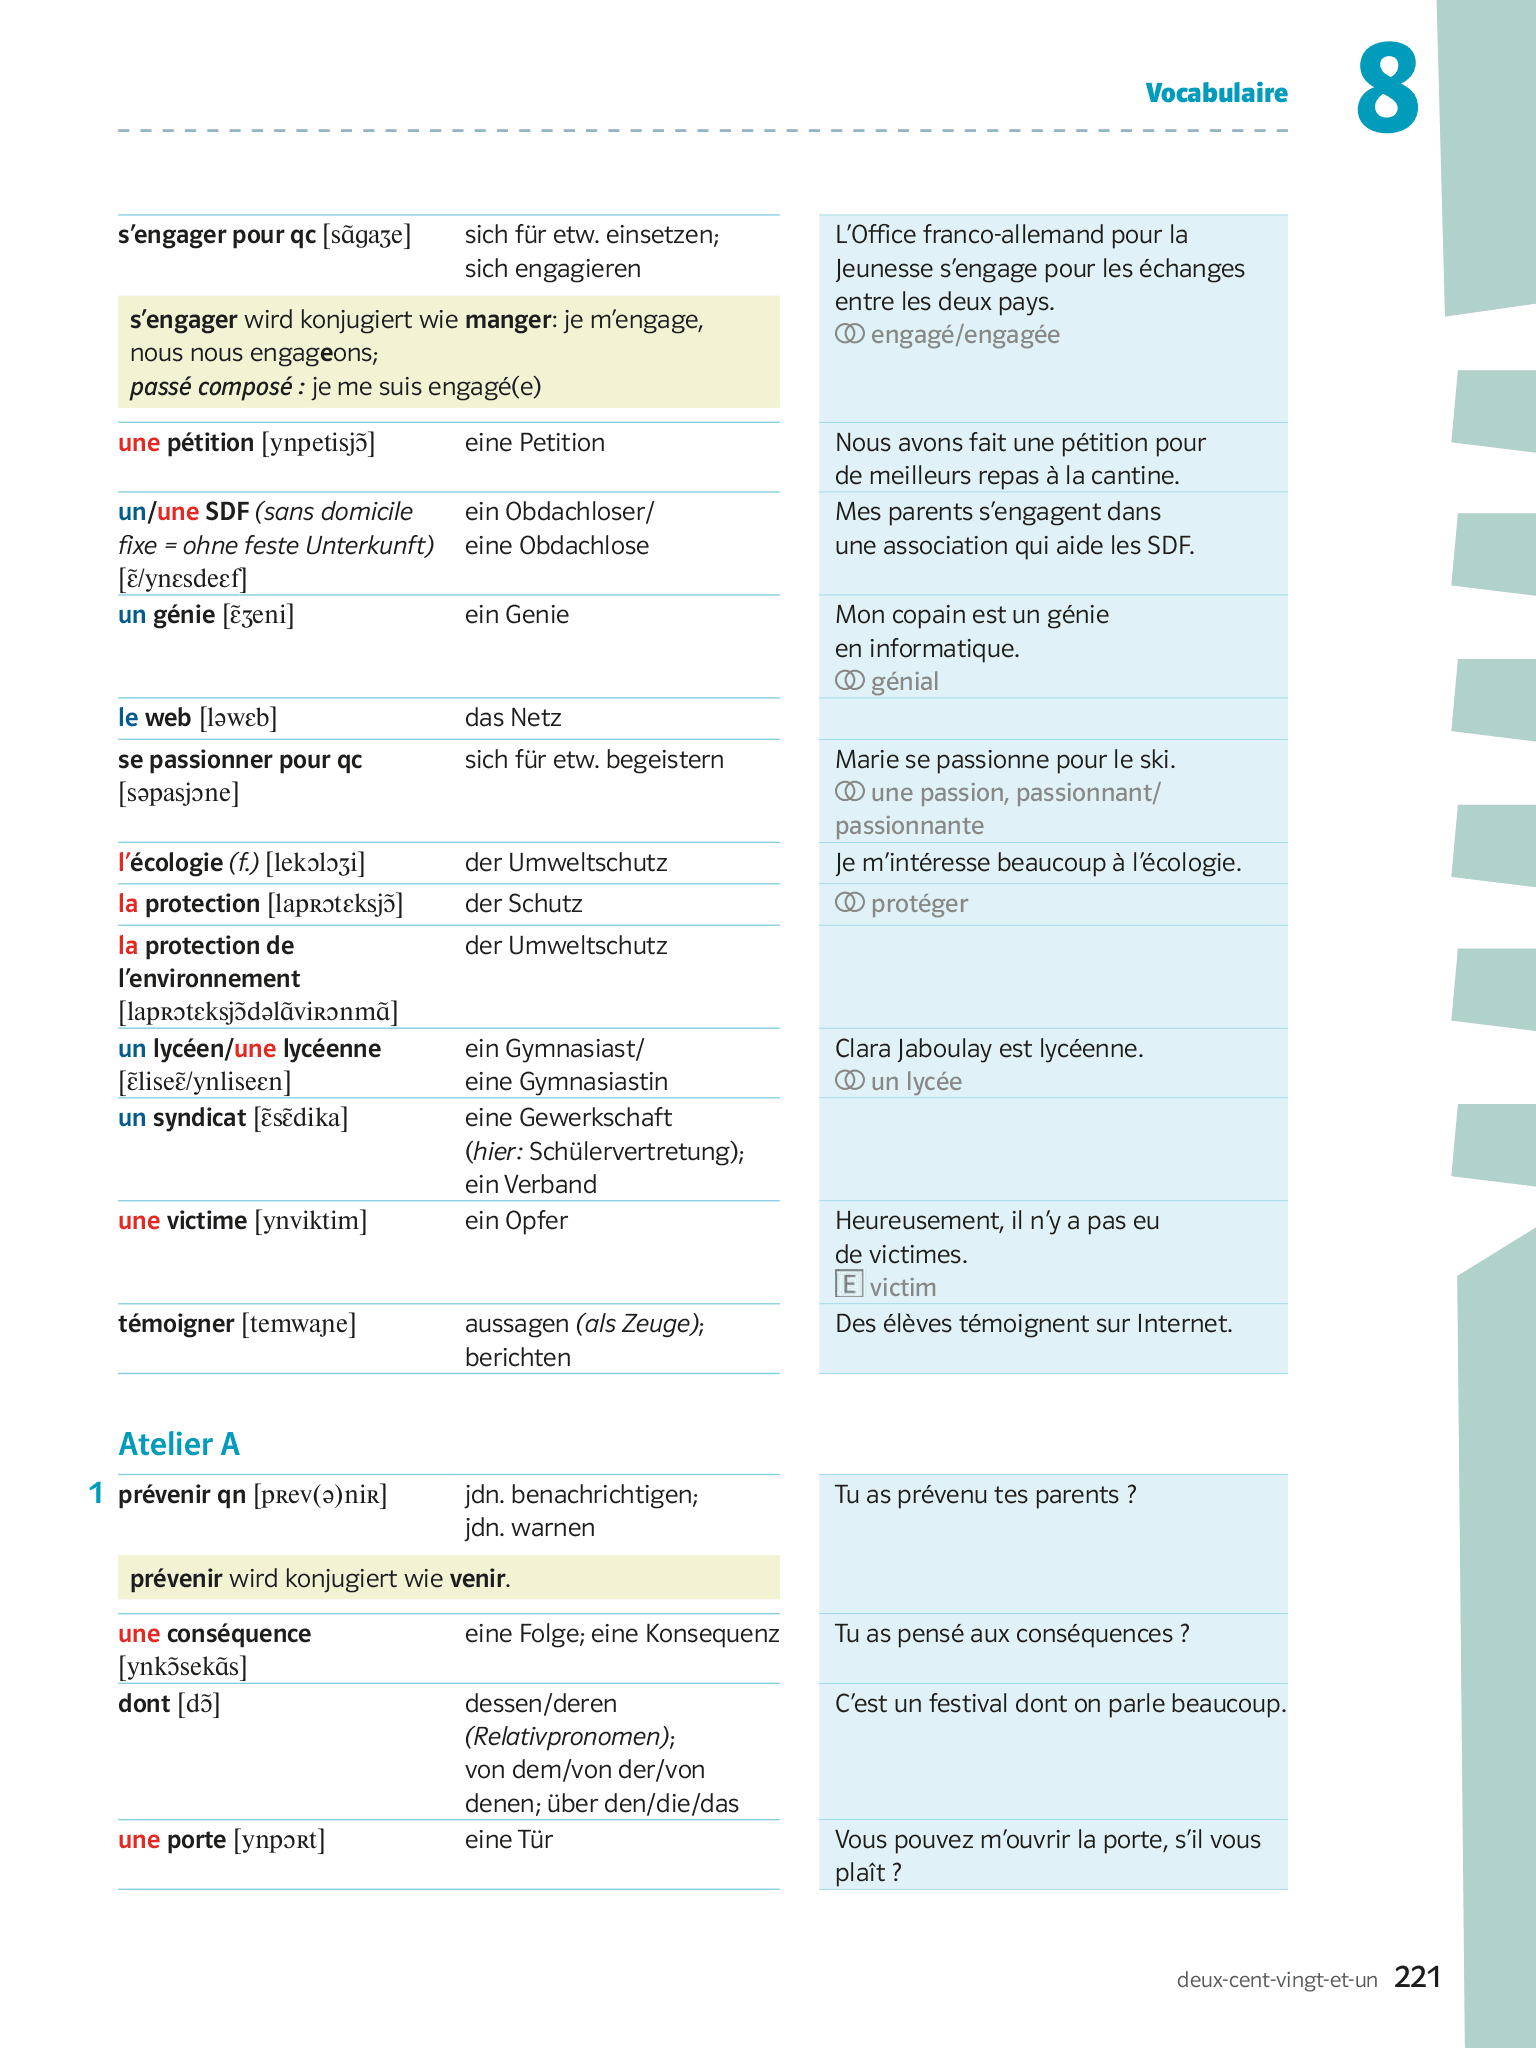 Vocabulaire
8
s'engager pour qc [sɑ̃gaʒe] sich für etw. einsetzen; L'Office franco-allemand pour la
sich engagieren Jeunesse s'engage pour les échanges
entre les deux pays.
engagé/engagée
s'engager wird konjugiert wie manger: je m'engage,
nous nous engageons;
passé composé : je me suis engagé(e)
une pétition [ynpetisjɔ̃] eine Petition Nous avons fait une pétition pour
de meilleurs repas à la cantine.
un/une SDF (sans domicile ein Obdachloser/ Mes parents s'engagent dans
fixe = ohne feste Unterkunft) eine Obdachlose une association qui aide les SDF.
[ɛ̃/ynɛsdeɛf]
un génie [ɛ̃ʒeni] ein Genie Mon copain est un génie
en informatique.
génial
le web [ləwɛb] das Netz
se passionner pour qc sich für etw. begeistern Marie se passionne pour le ski.
[səpasjɔne] une passion, passionnant/
passionnante
l'écologie (f.) [lekɔlɔʒi] der Umweltschutz Je m'intéresse beaucoup à l'écologie.
la protection [lapʀɔtɛksjɔ̃] der Schutz protéger
la protection de der Umweltschutz
l'environnement
[lapʀɔtɛksjɔ̃dəlɑ̃viʀɔnmɑ̃]
un lycéen/une lycéenne ein Gymnasiast/ Clara Jaboulay est lycéenne.
[ɛ̃liseɛ̃/ynliseɛn] eine Gymnasiastin un lycée
un syndicat [ɛ̃sɛ̃dika] eine Gewerkschaft
(hier: Schülervertretung);
ein Verband
une victime [ynviktim] ein Opfer Heureusement, il n'y a pas eu
de victimes.
E victim
témoigner [temwaɲe] aussagen (als Zeuge); Des élèves témoignent sur Internet.
berichten
Atelier A
1 prévenir qn [pʀev(ə)niʀ] jdn. benachrichtigen; Tu as prévenu tes parents ?
jdn. warnen
prévenir wird konjugiert wie venir.
une conséquence eine Folge; eine Konsequenz Tu as pensé aux conséquences ?
[ynkɔ̃sekɑ̃s]
dont [dɔ̃] dessen/deren C'est un festival dont on parle beaucoup.
(Relativpronomen);
von dem/von der/von
denen; über den/die/das
une porte [ynpɔʀt] eine Tür Vous pouvez m'ouvrir la porte, s'il vous
plaît ?
deux-cent-vingt-et-un 221